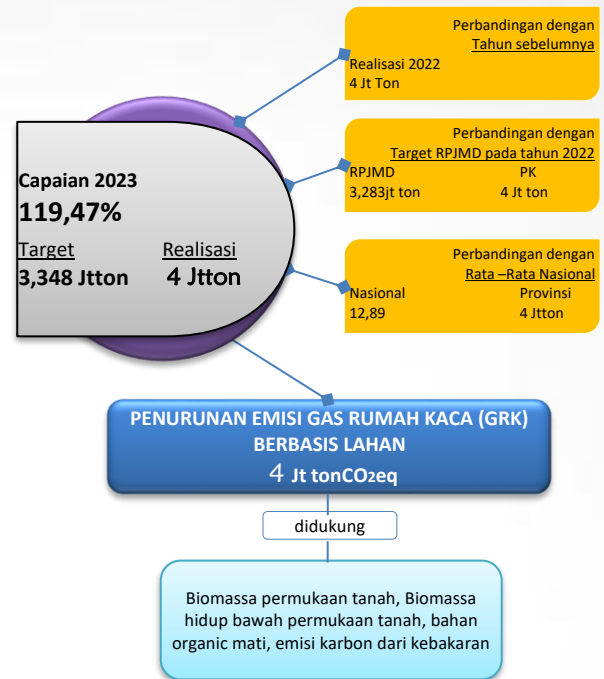 Perbandingan dengan
Tahun sebelumnya
Realisasi 2022
4 Jt Ton
Perbandingan dengan
Target RPJMD pada tahun 2022
RPJMD PK
3,283jt ton 4 Jt ton
Perbandingan dengan
Rata –Rata Nasional
Nasional Provinsi
12,89 4 Jtton
Capaian 2023
119,47%
Target Realisasi
3,348 Jtton 4 Jtton
PENURUNAN EMISI GAS RUMAH KACA (GRK)
BERBASIS LAHAN
4 Jt tonCO2eq
didukung
Biomassa permukaan tanah, Biomassa
hidup bawah permukaan tanah, bahan
organic mati, emisi karbon dari kebakaran